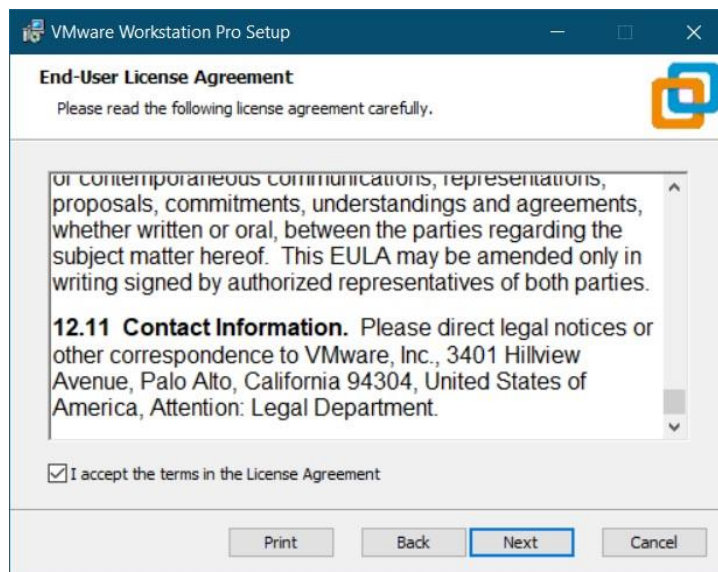 VMware Workstation Pro Setup
End-User License Agreement
Please read the following license agreement carefully.
or contemporaneous communications, representations,
proposals, commitments, understandings and agreements,
whether written or oral, between the parties regarding the
subject matter hereof.  This EULA may be amended only in
writing signed by authorized representatives of both parties.
12.11  Contact Information.  Please direct legal notices or
other correspondence to VMware, Inc., 3401 Hillview
Avenue, Palo Alto, California 94304, United States of
America, Attention: Legal Department.
I accept the terms in the License Agreement
Print Back Next Cancel